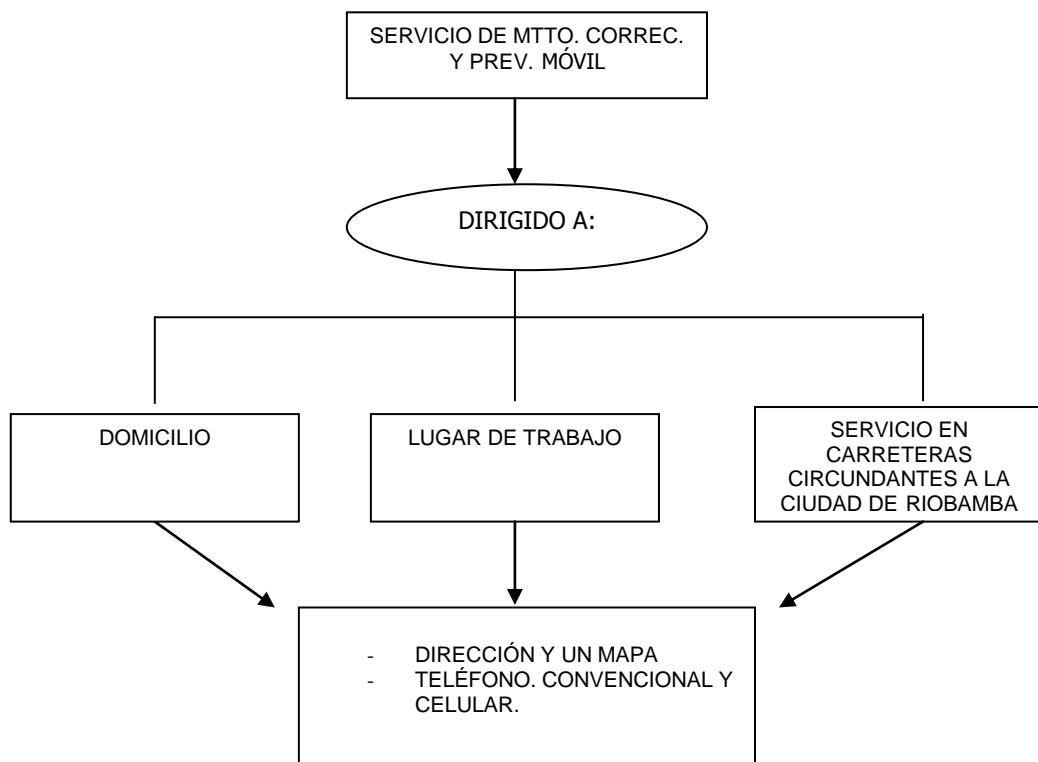 SERVICIO DE MTTO. CORREC.
Y PREV. MÓVIL
DIRIGIDO A:
DOMICILIO
LUGAR DE TRABAJO
SERVICIO EN
CARRETERAS
CIRCUNDANTES A LA
CIUDAD DE RIOBAMBA
- DIRECCIÓN Y UN MAPA
- TELÉFONO. CONVENCIONAL Y
CELULAR.